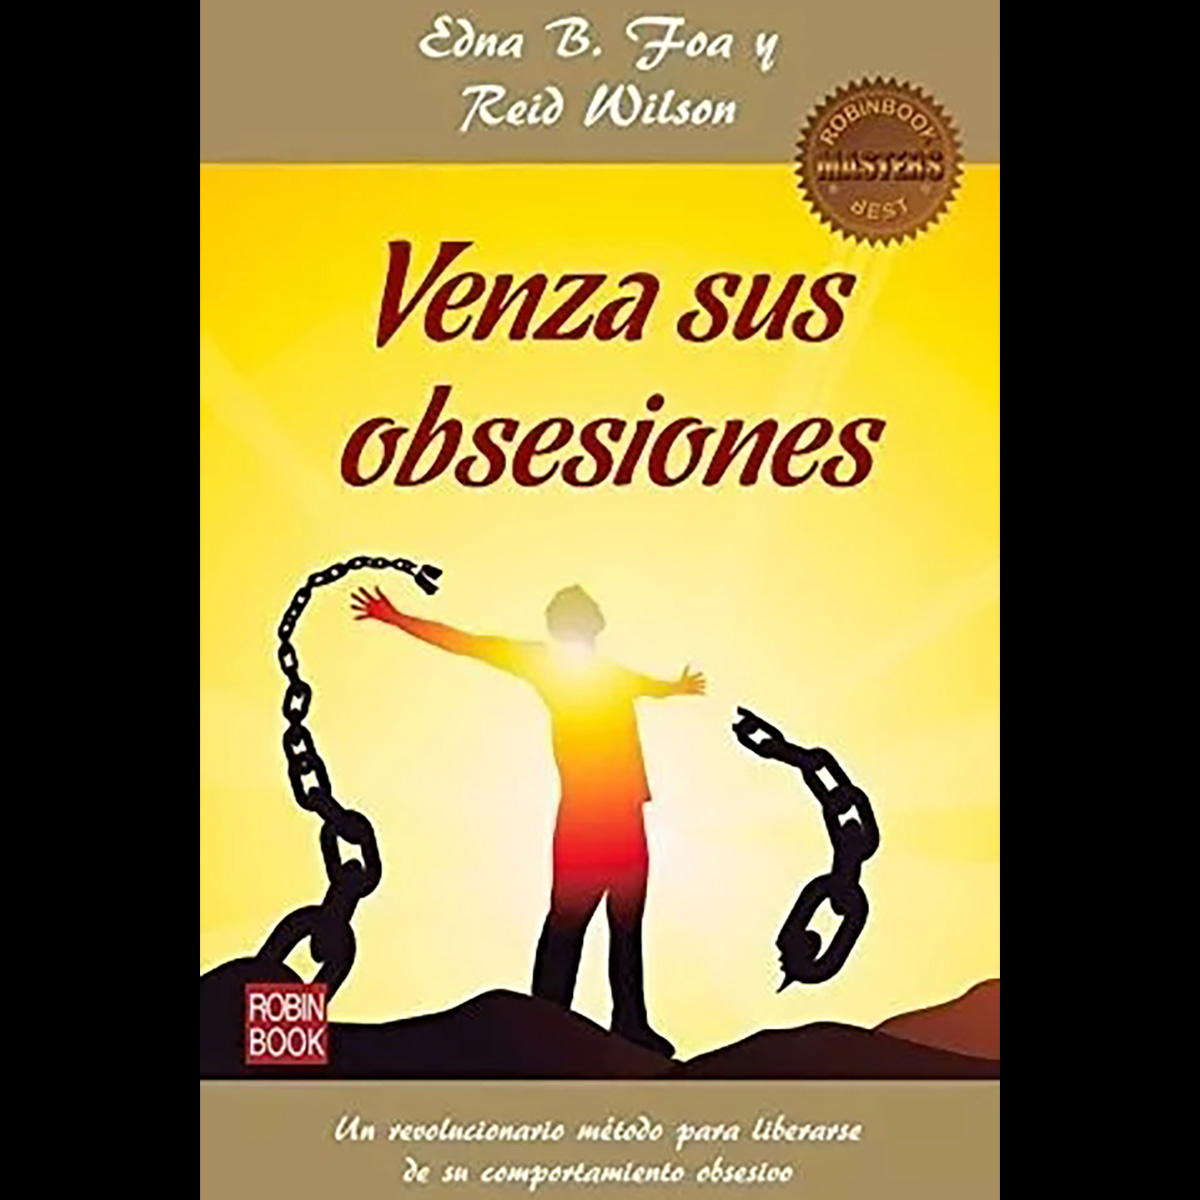 Edna B. Foa y
Reid Wilson
ROBINBOOK
MASTERS
BEST
Venza sus
obsesiones
ROBIN
BOOK
Un revolucionario método para liberarse
de su comportamiento obsesivo